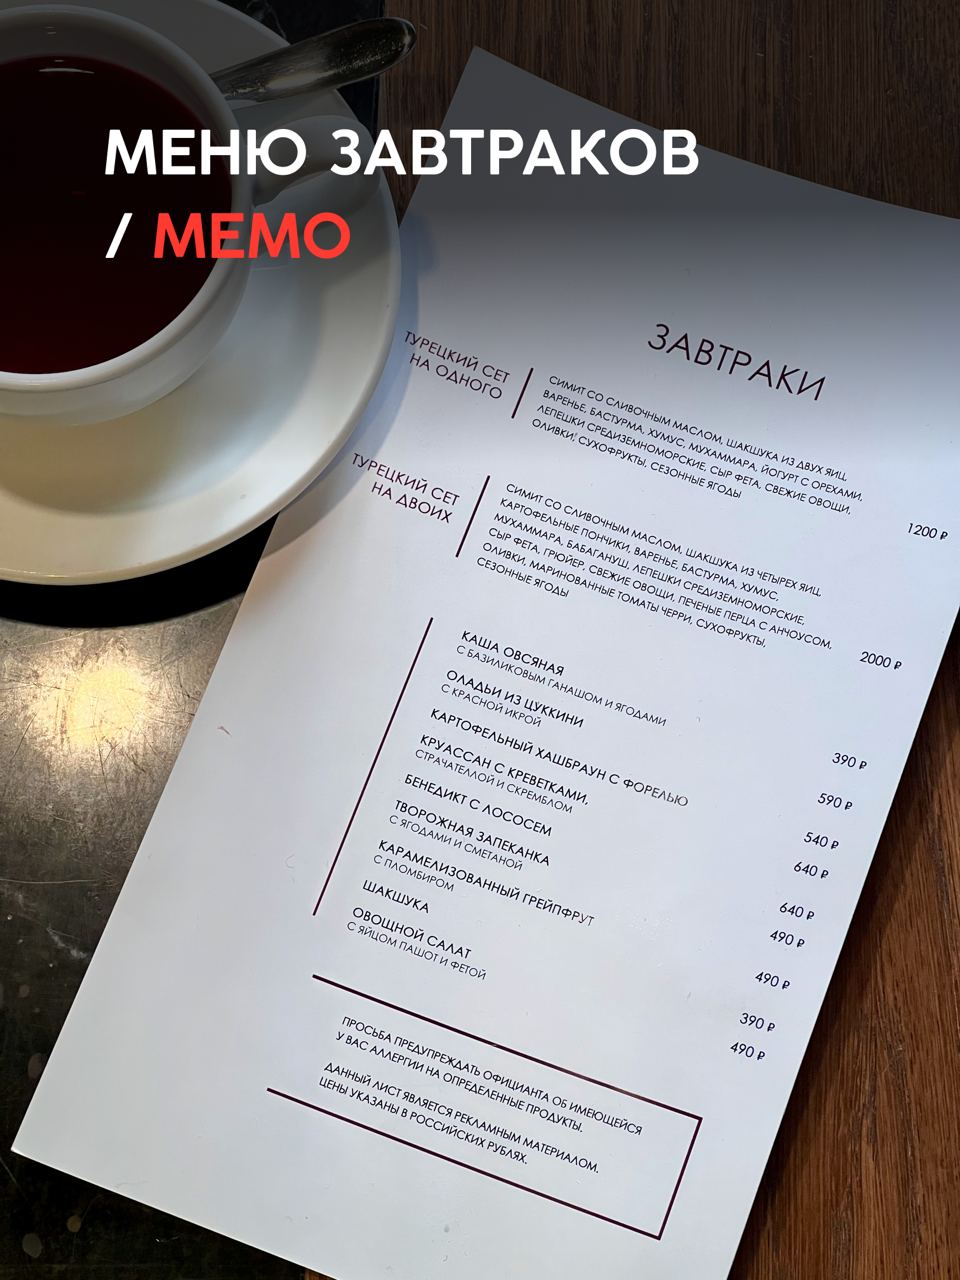 МЕНЮ ЗАВТРАКОВ
/ МЕМО
ЗАВТРАКИ
ТУРЕЦКИЙ СЕТ
НА ОДНОГО
СИМИТ СО СЛИВОЧНЫМ МАСЛОМ, ШАКШУКА ИЗ ДВУХ ЯИЦ,
ВАРЕНЬЕ, БАСТУРМА, ХУМУС, МУХАММАРА, ЙОГУРТ С ОРЕХАМИ,
ЛЕПЕШКИ СРЕДИЗЕМНОМОРСКИЕ, СЫР ФЕТА, СВЕЖИЕ ОВОЩИ,
ОЛИВКИ, СУХОФРУКТЫ, СЕЗОННЫЕ ЯГОДЫ
1200 ₽
ТУРЕЦКИЙ СЕТ
НА ДВОИХ
СИМИТ СО СЛИВОЧНЫМ МАСЛОМ, ШАКШУКА ИЗ ЧЕТЫРЕХ ЯИЦ,
КАРТОФЕЛЬНЫЕ ПОНЧИКИ, ВАРЕНЬЕ, БАСТУРМА, ХУМУС,
МУХАММАРА, БАБАГАНУШ, ЛЕПЕШКИ СРЕДИЗЕМНОМОРСКИЕ,
СЫР ФЕТА, ГРЮЙЕР, СВЕЖИЕ ОВОЩИ, ПЕЧЕНЫЕ ПЕРЦА С АНЧОУСОМ,
ОЛИВКИ, МАРИНОВАННЫЕ ТОМАТЫ ЧЕРРИ, СУХОФРУКТЫ,
СЕЗОННЫЕ ЯГОДЫ
2000 ₽
КАША ОВСЯНАЯ
С БАЗИЛИКОВЫМ ГАНАШОМ И ЯГОДАМИ
390 ₽
ОЛАДЬИ ИЗ ЦУККИНИ
С КРАСНОЙ ИКРОЙ
590 ₽
КАРТОФЕЛЬНЫЙ ХАШБРАУН С ФОРЕЛЬЮ
540 ₽
КРУАССАН С КРЕВЕТКАМИ,
СТРАЧАТЕЛЛОЙ И СКРЕМБЛОМ
640 ₽
БЕНЕДИКТ С ЛОСОСЕМ
640 ₽
ТВОРОЖНАЯ ЗАПЕКАНКА
С ЯГОДАМИ И СМЕТАНОЙ
490 ₽
КАРАМЕЛИЗОВАННЫЙ ГРЕЙПФРУТ
С ПЛОМБИРОМ
490 ₽
ШАКШУКА
390 ₽
ОВОЩНОЙ САЛАТ
С ЯЙЦОМ ПАШОТ И ФЕТОЙ
490 ₽
ПРОСЬБА ПРЕДУПРЕЖДАТЬ ОФИЦИАНТА ОБ ИМЕЮЩЕЙСЯ
У ВАС АЛЛЕРГИИ НА ОПРЕДЕЛЕННЫЕ ПРОДУКТЫ.
ДАННЫЙ ЛИСТ ЯВЛЯЕТСЯ РЕКЛАМНЫМ МАТЕРИАЛОМ.
ЦЕНЫ УКАЗАНЫ В РОССИЙСКИХ РУБЛЯХ.